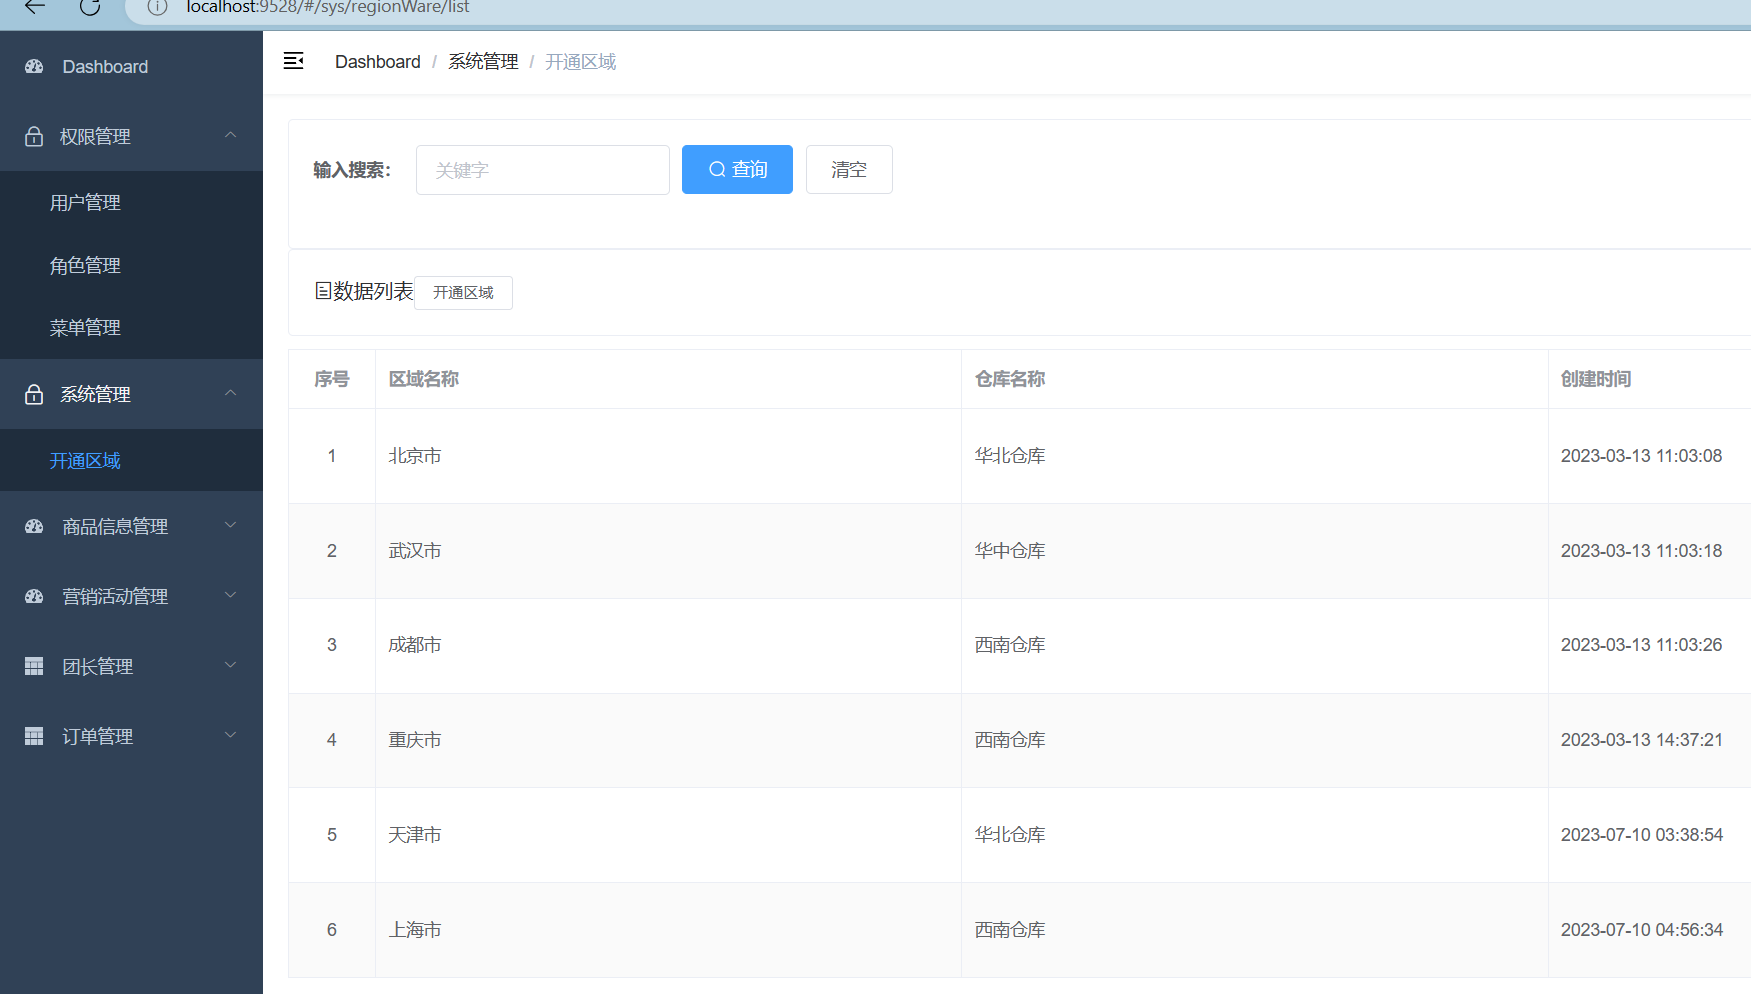 localhost:9528/#/sys/regionWare/list
Dashboard
权限管理
用户管理
角色管理
菜单管理
系统管理
开通区域
商品信息管理
营销活动管理
团长管理
订单管理
Dashboard / 系统管理 / 开通区域
输入搜索： 关键字 查询 清空
数据列表 开通区域
序号 区域名称 仓库名称 创建时间
1 北京市 华北仓库 2023-03-13 11:03:08
2 武汉市 华中仓库 2023-03-13 11:03:18
3 成都市 西南仓库 2023-03-13 11:03:26
4 重庆市 西南仓库 2023-03-13 14:37:21
5 天津市 华北仓库 2023-07-10 03:38:54
6 上海市 西南仓库 2023-07-10 04:56:34